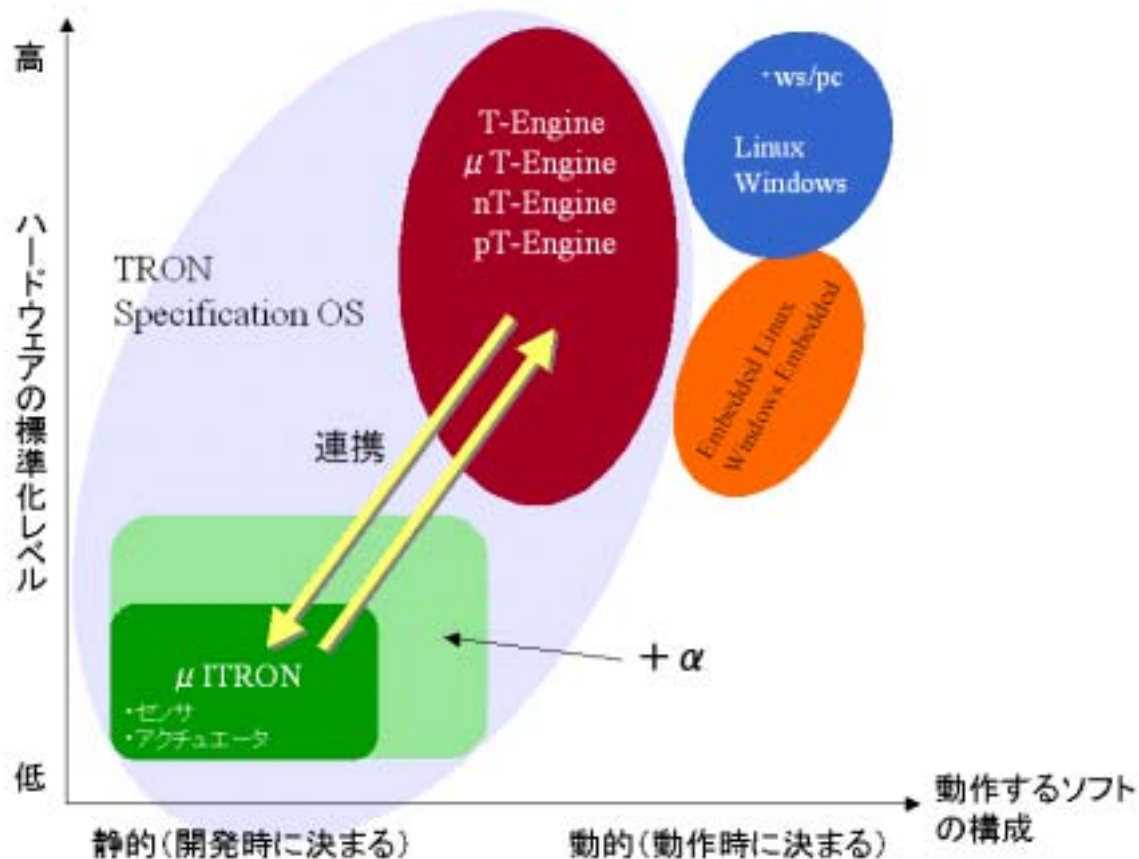 高
ハードウェアの標準化レベル
低
TRON
Specification OS
T-Engine
μ T-Engine
nT-Engine
pT-Engine
・ws/pc
Linux
Windows
Embedded Linux
Windows Embedded
連携
＋α
μ ITRON
・センサ
・アクチュエータ
静的（開発時に決まる）
動的（動作時に決まる）
動作するソフト
の構成